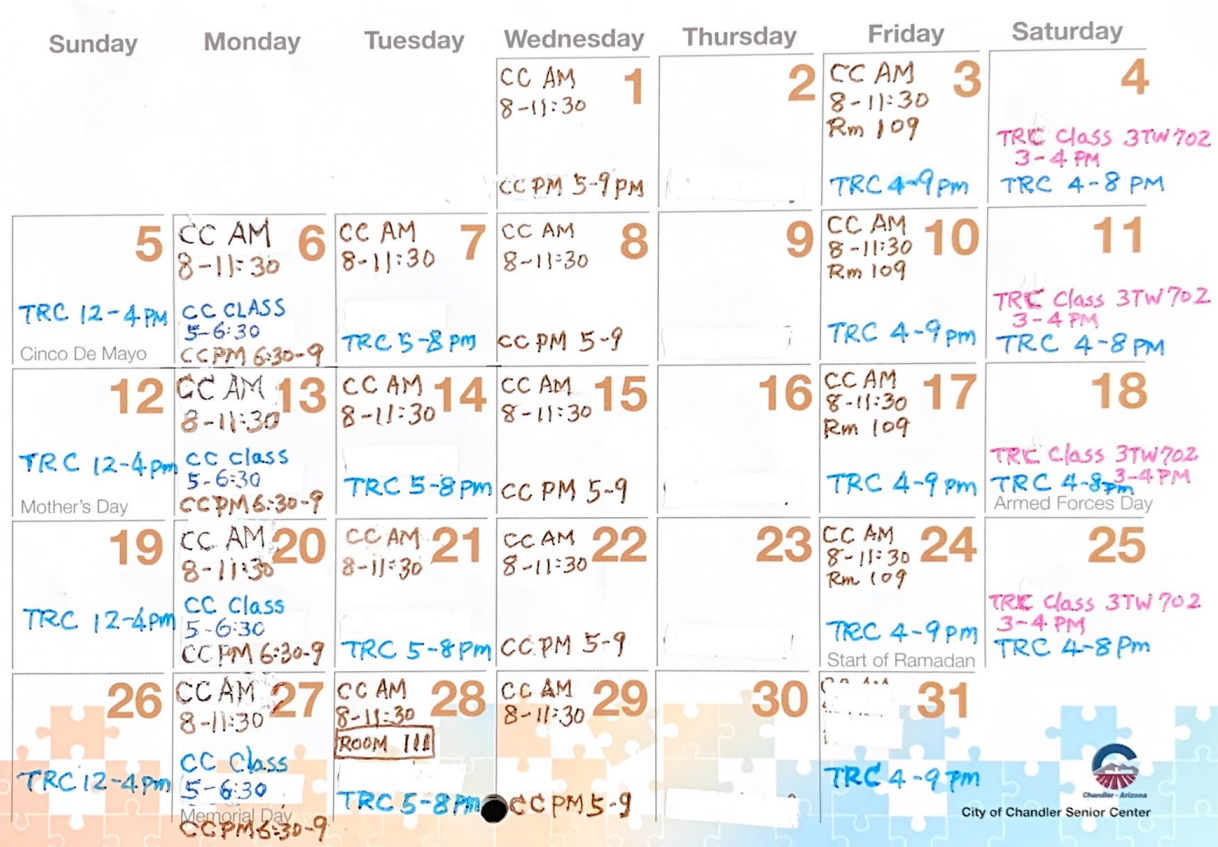 Sunday Monday Tuesday Wednesday Thursday Friday Saturday
1
CC AM
8-11:30
CC PM 5-9 PM
2
3
CC AM
8-11:30
Rm 109
TRC 4-9 pm
4
TRC Class 3TW702
3-4 PM
TRC 4-8 PM
5
TRC 12-4 PM
Cinco De Mayo
6
CC AM
8-11:30
CC CLASS
5-6:30
CC PM 6:30-9
7
CC AM
8-11:30
TRC 5-8 pm
8
CC AM
8-11:30
CC PM 5-9
9
10
CC AM
8-11:30
Rm 109
TRC 4-9 pm
11
TRC Class 3TW702
3-4 PM
TRC 4-8 PM
12
TRC 12-4 pm
Mother's Day
13
CC AM
8-11:30
CC Class
5-6:30
CC PM 6:30-9
14
CC AM
8-11:30
TRC 5-8 pm
15
CC AM
8-11:30
CC PM 5-9
16
17
CC AM
8-11:30
Rm 109
TRC 4-9 pm
18
TRC Class 3TW702
3-4 PM
TRC 4-8 pm
Armed Forces Day
19
TRC 12-4 pm
20
CC AM
8-11:30
CC Class
5-6:30
CC PM 6:30-9
21
CC AM
8-11:30
TRC 5-8 pm
22
CC AM
8-11:30
CC PM 5-9
23
24
CC AM
8-11:30
Rm 109
TRC 4-9 pm
Start of Ramadan
25
TRC Class 3TW702
3-4 PM
TRC 4-8 pm
26
TRC 12-4 pm
27
CC AM
8-11:30
CC Class
5-6:30
Memorial Day
CC PM 6:30-9
28
CC AM
8-11:30
ROOM 111
TRC 5-8 pm
29
CC AM
8-11:30
CC PM 5-9
30
31
TRC 4-9 pm
Chandler · Arizona
City of Chandler Senior Center